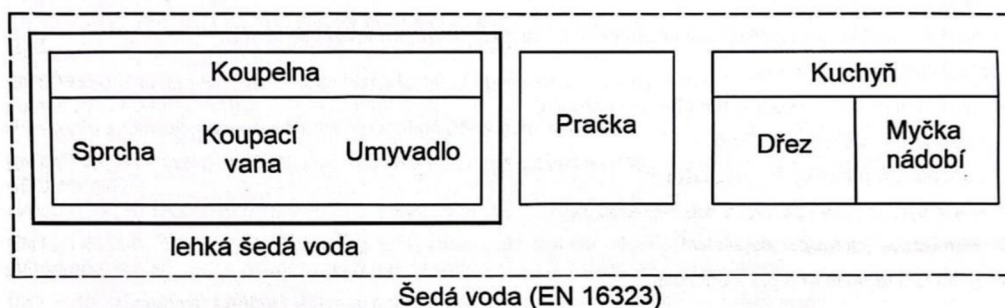 Koupelna
Sprcha
Koupací
vana
Umyvadlo
lehká šedá voda
Pračka
Kuchyň
Dřez
Myčka
nádobí
Šedá voda (EN 16323)